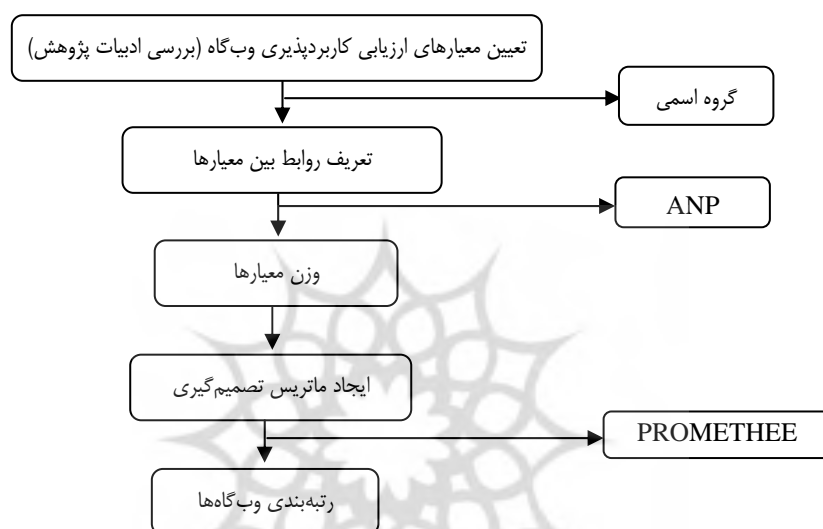 تعیین معیارهای ارزیابی کاربردپذیری وب‌گاه (بررسی ادبیات پژوهش)
گروه اسمی
تعریف روابط بین معیارها
ANP
وزن معیارها
ایجاد ماتریس تصمیم‌گیری
PROMETHEE
رتبه‌بندی وب‌گاه‌ها